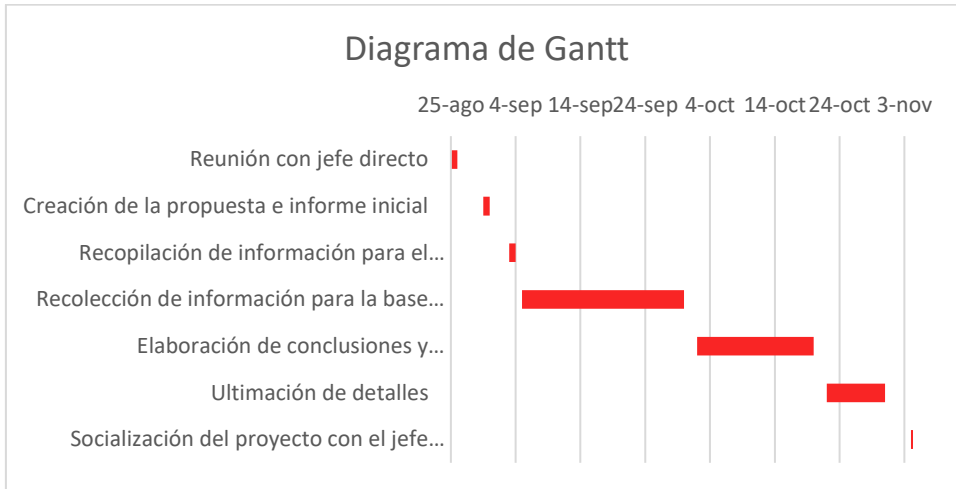 Diagrama de Gantt
25-ago 4-sep 14-sep 24-sep 4-oct 14-oct 24-oct 3-nov
Reunión con jefe directo
Creación de la propuesta e informe inicial
Recopilación de información para el...
Recolección de información para la base...
Elaboración de conclusiones y...
Ultimación de detalles
Socialización del proyecto con el jefe...